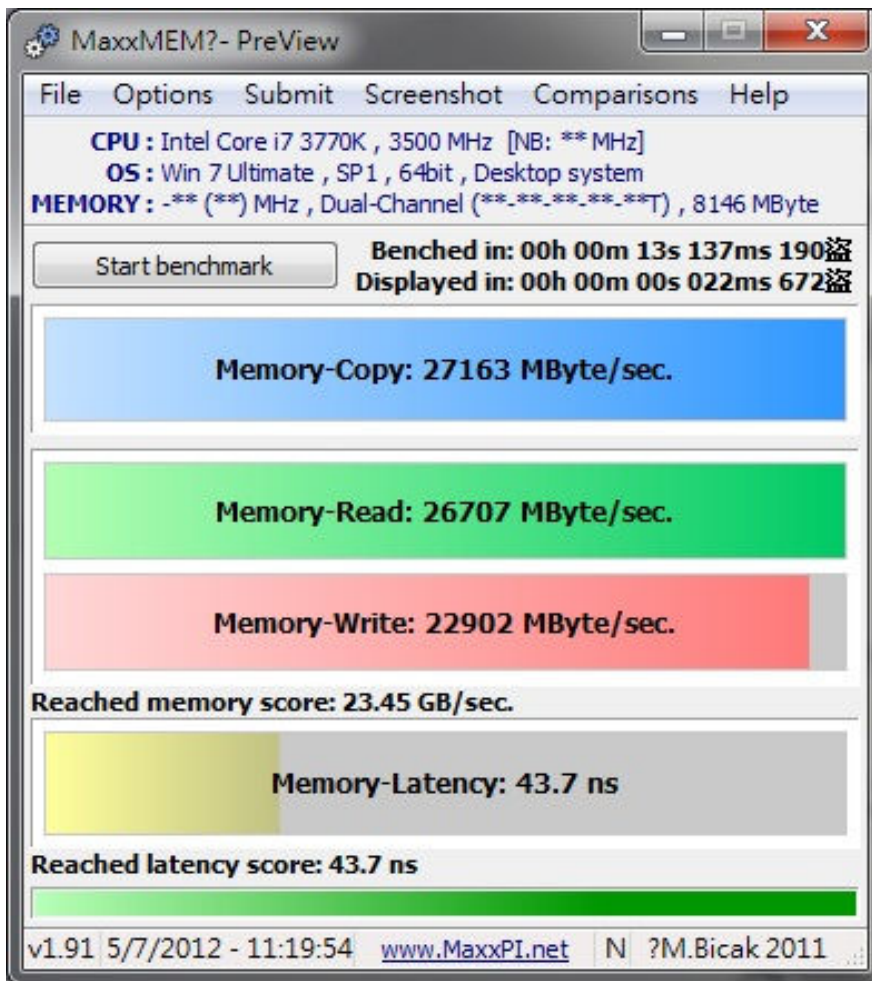 MaxxMEM?- PreView
File Options Submit Screenshot Comparisons Help
CPU : Intel Core i7 3770K , 3500 MHz [NB: ** MHz]
OS : Win 7 Ultimate , SP1 , 64bit , Desktop system
MEMORY : -** (**) MHz , Dual-Channel (**-**-**-**-**T) , 8146 MByte
Start benchmark
Benched in: 00h 00m 13s 137ms 190盜
Displayed in: 00h 00m 00s 022ms 672盜
Memory-Copy: 27163 MByte/sec.
Memory-Read: 26707 MByte/sec.
Memory-Write: 22902 MByte/sec.
Reached memory score: 23.45 GB/sec.
Memory-Latency: 43.7 ns
Reached latency score: 43.7 ns
v1.91 5/7/2012 - 11:19:54 www.MaxxPI.net N ?M.Bicak 2011